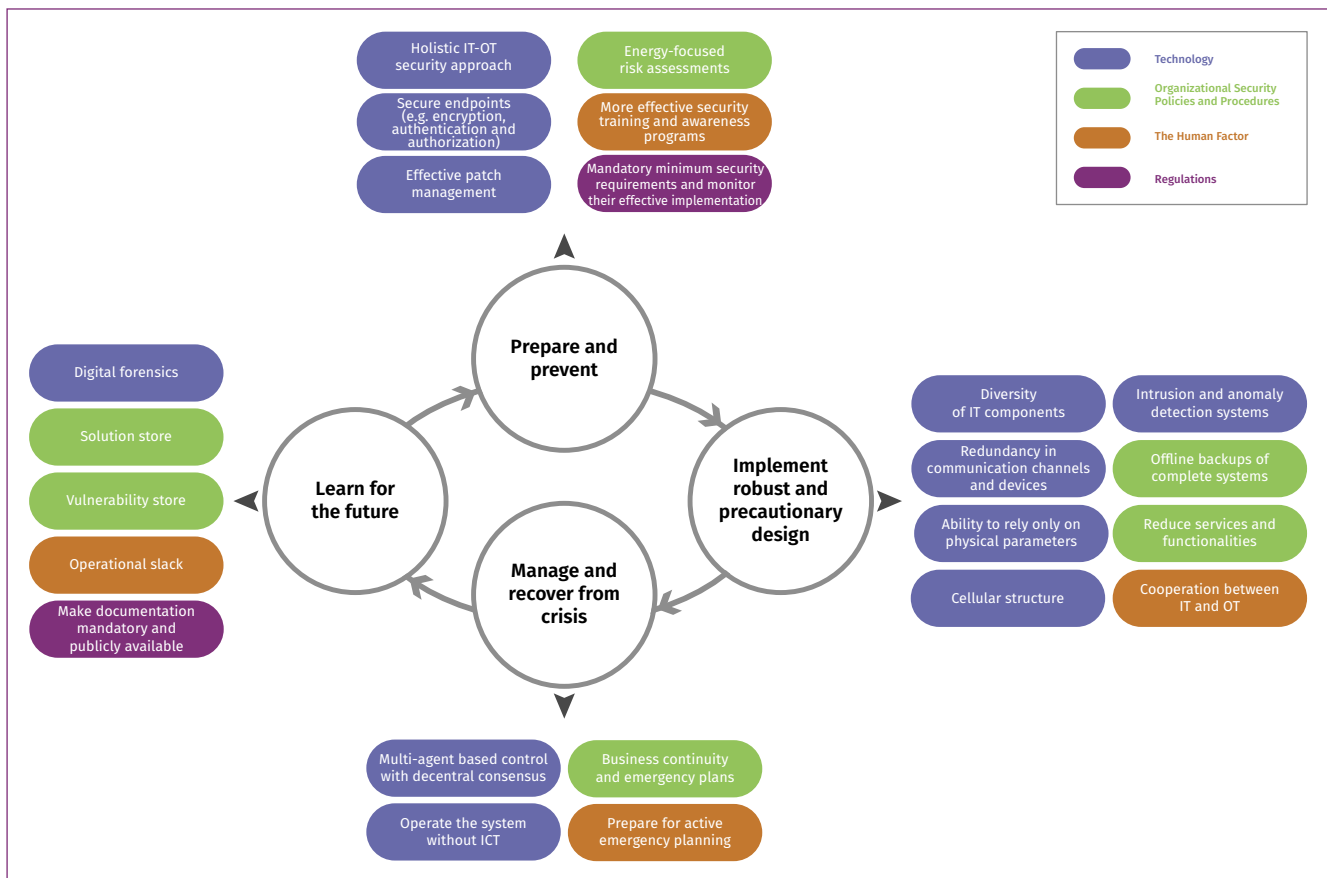 Holistic IT-OT
security approach
Secure endpoints
(e.g. encryption,
authentication and
authorization)
Effective patch
management
Energy-focused
risk assessments
More effective security
training and awareness
programs
Mandatory minimum security
requirements and monitor
their effective implementation
Technology
Organizational Security
Policies and Procedures
The Human Factor
Regulations
Prepare and
prevent
Digital forensics
Solution store
Vulnerability store
Operational slack
Make documentation
mandatory and
publicly available
Learn for
the future
Implement
robust and
precautionary
design
Manage and
recover from
crisis
Diversity
of IT components
Redundancy in
communication channels
and devices
Ability to rely only on
physical parameters
Cellular structure
Intrusion and anomaly
detection systems
Offline backups of
complete systems
Reduce services and
functionalities
Cooperation between
IT and OT
Multi-agent based control
with decentral consensus
Operate the system
without ICT
Business continuity
and emergency plans
Prepare for active
emergency planning